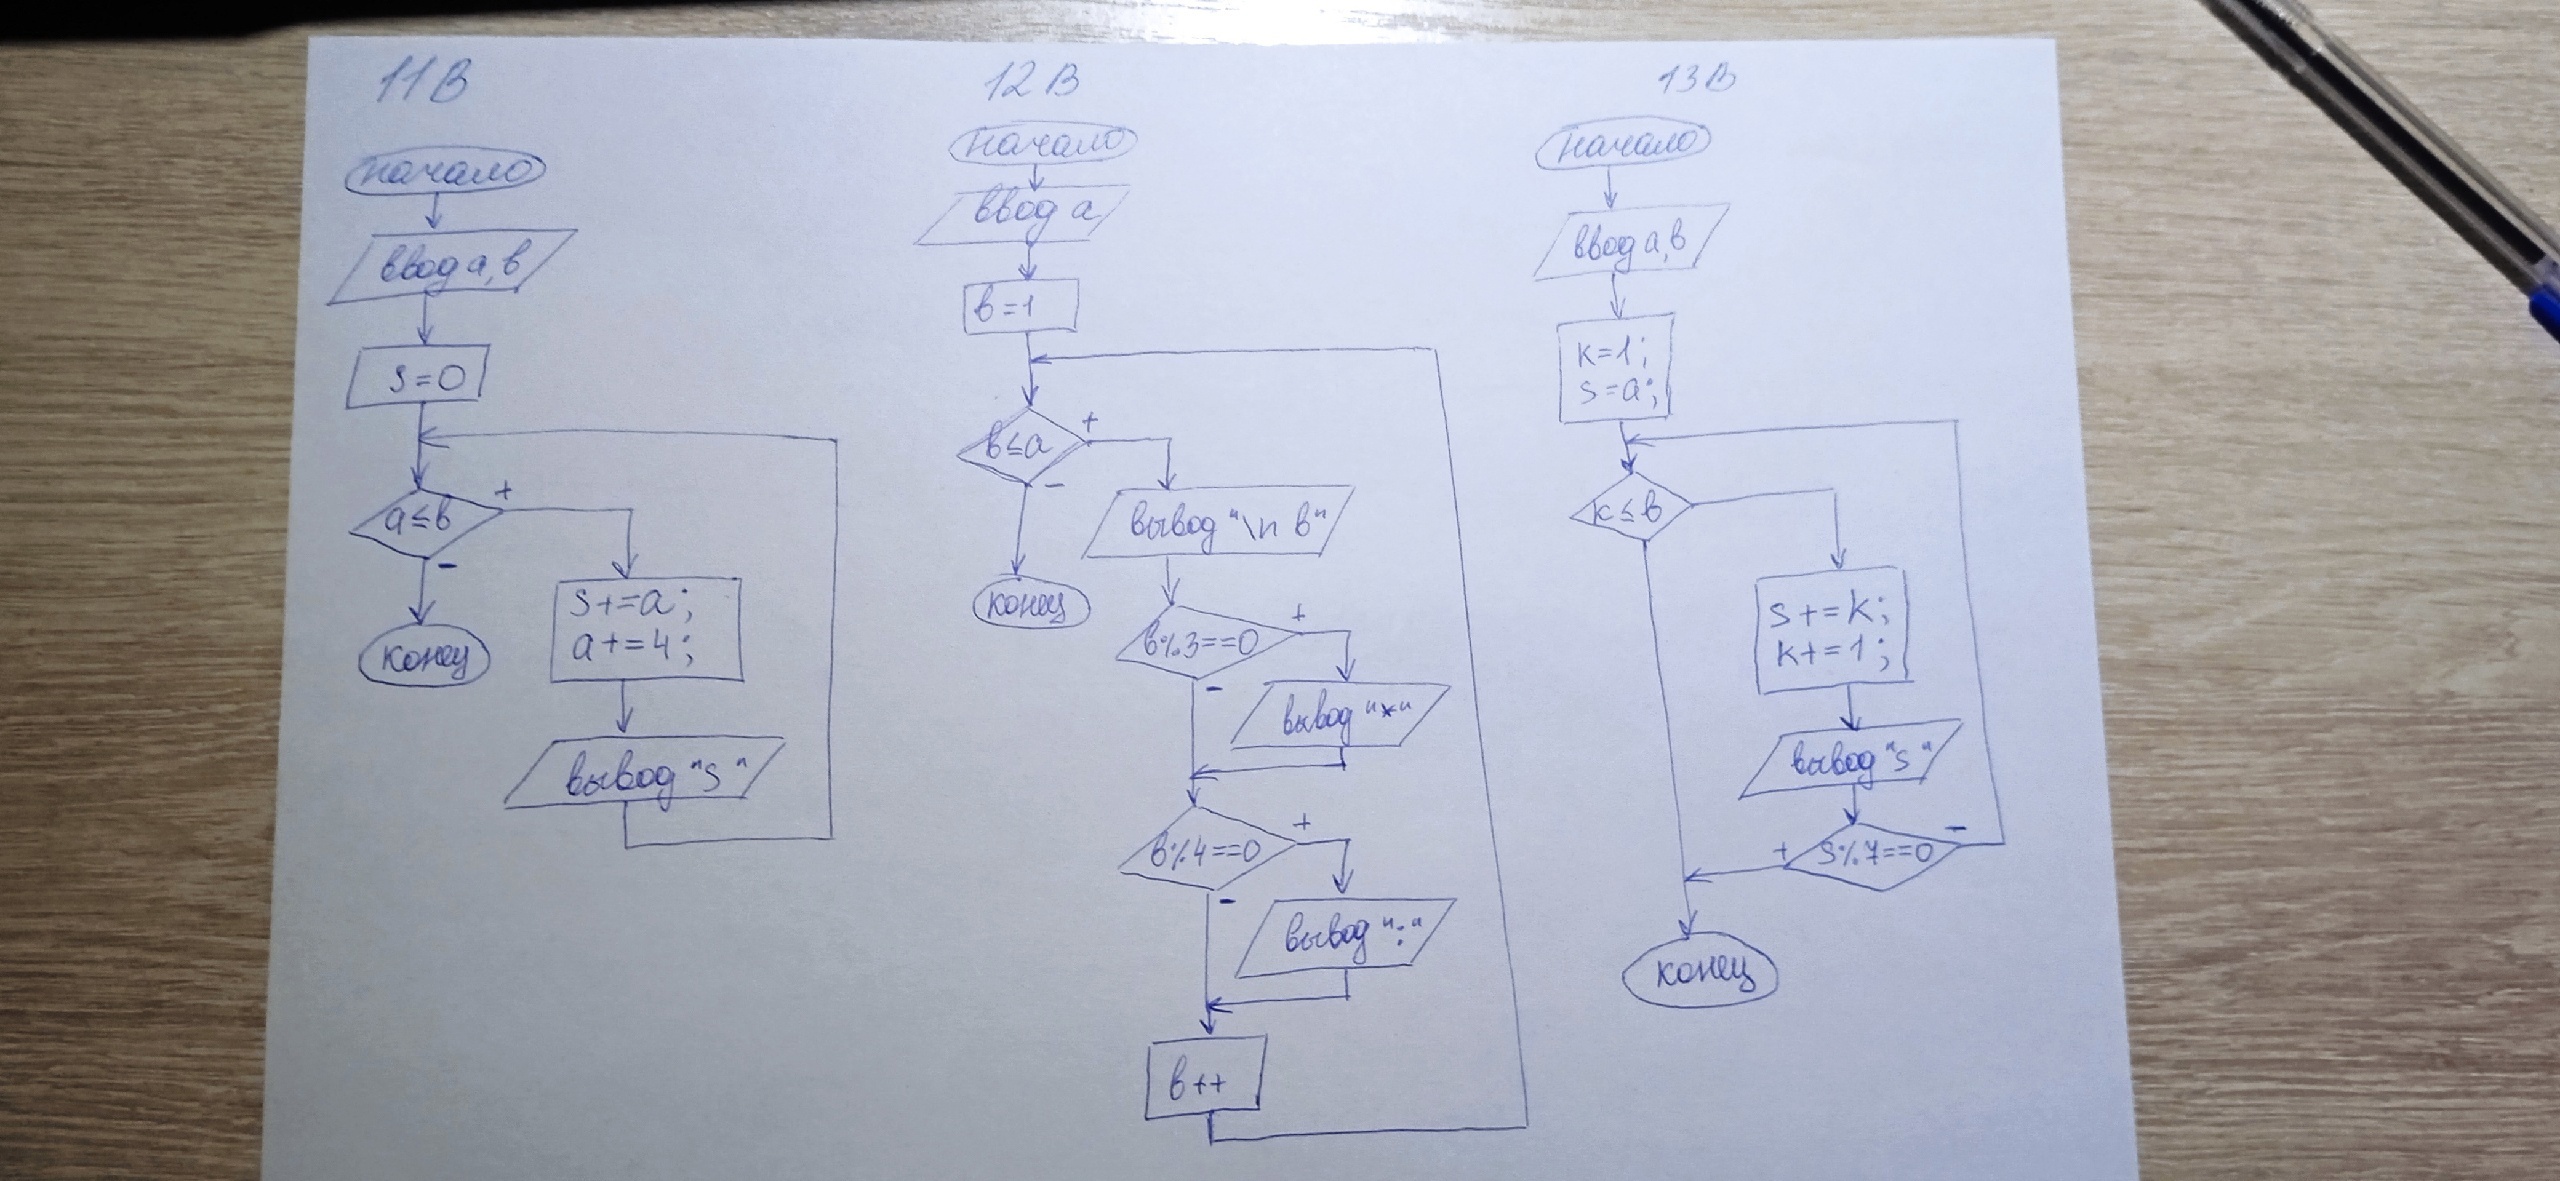 11В
начало
ввод а, в
s=0
a≤в
+
-
конец
s+=a;
a+=4;
вывод "s "
12В
начало
ввод а
в=1
в≤а
+
-
конец
вывод "\n в"
в%3==0
+
-
вывод "*"
в%4==0
+
-
вывод ":"
в++
13В
начало
ввод а, в
k=1;
s=a;
k≤в
s+=k;
k+=1;
вывод "s "
s%7==0
+
-
конец